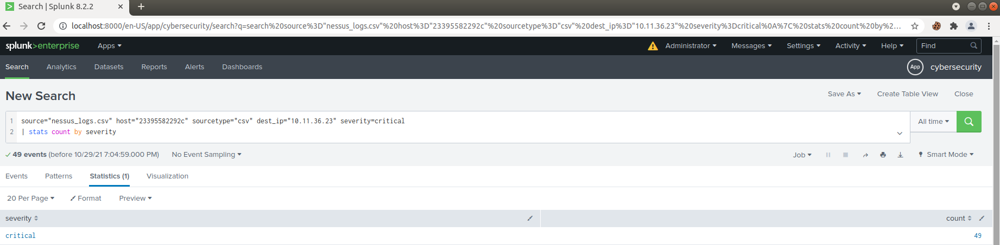 Search | Splunk 8.2.2
localhost:8000/en-US/app/cybersecurity/search?q=search%20source%3D"nessus_logs.csv"%20host%3D"23395582292c"%20sourcetype%3D"csv"%20dest_ip%3D"10.11.36.23"%20severity%3Dcritical%0A%7C%20stats%20count%20by%2...
splunk>enterprise Apps Administrator Messages Settings Activity Help Find
Search Analytics Datasets Reports Alerts Dashboards App cybersecurity
New Search Save As Create Table View Close
1 source="nessus_logs.csv" host="23395582292c" sourcetype="csv" dest_ip="10.11.36.23" severity=critical All time
2 | stats count by severity
49 events (before 10/29/21 7:04:59.000 PM) No Event Sampling Job Smart Mode
Events Patterns Statistics (1) Visualization
20 Per Page Format Preview
severity count
critical 49